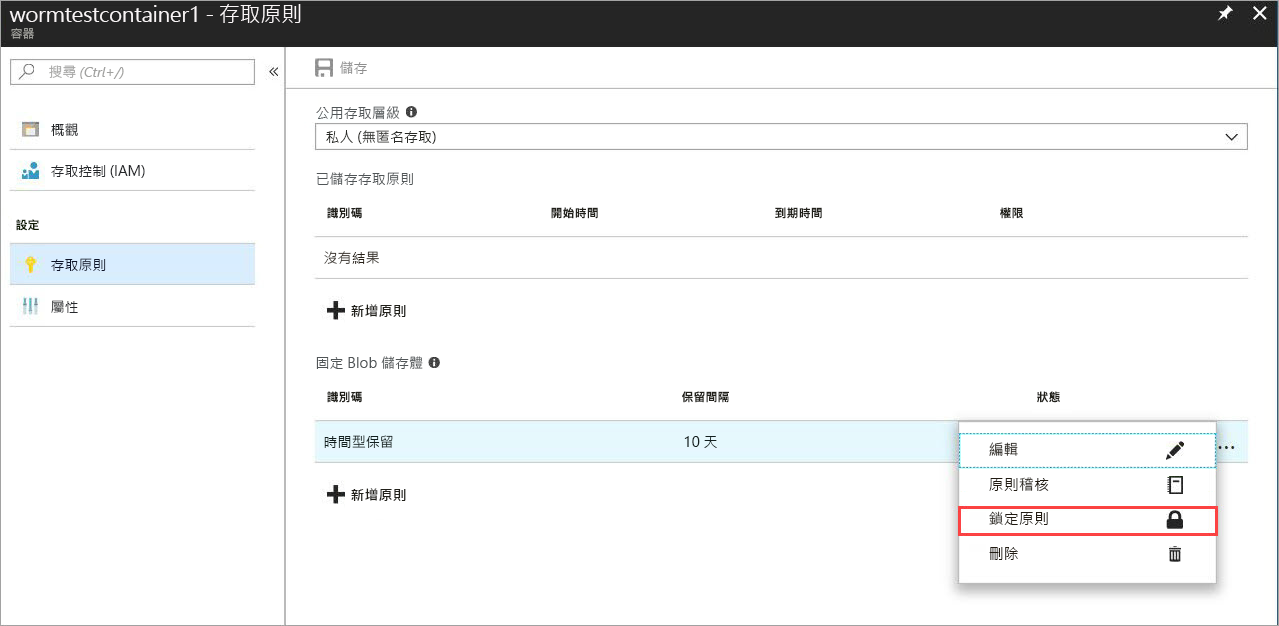 wormtestcontainer1 - 存取原則
容器
搜尋 (Ctrl+/)
«
儲存
概觀
存取控制 (IAM)
設定
存取原則
屬性
公用存取層級
私人 (無匿名存取)
已儲存存取原則
識別碼 開始時間 到期時間 權限
沒有結果
新增原則
固定 Blob 儲存體
識別碼 保留間隔 狀態
時間型保留 10 天 ...
新增原則
編輯
原則稽核
鎖定原則
刪除